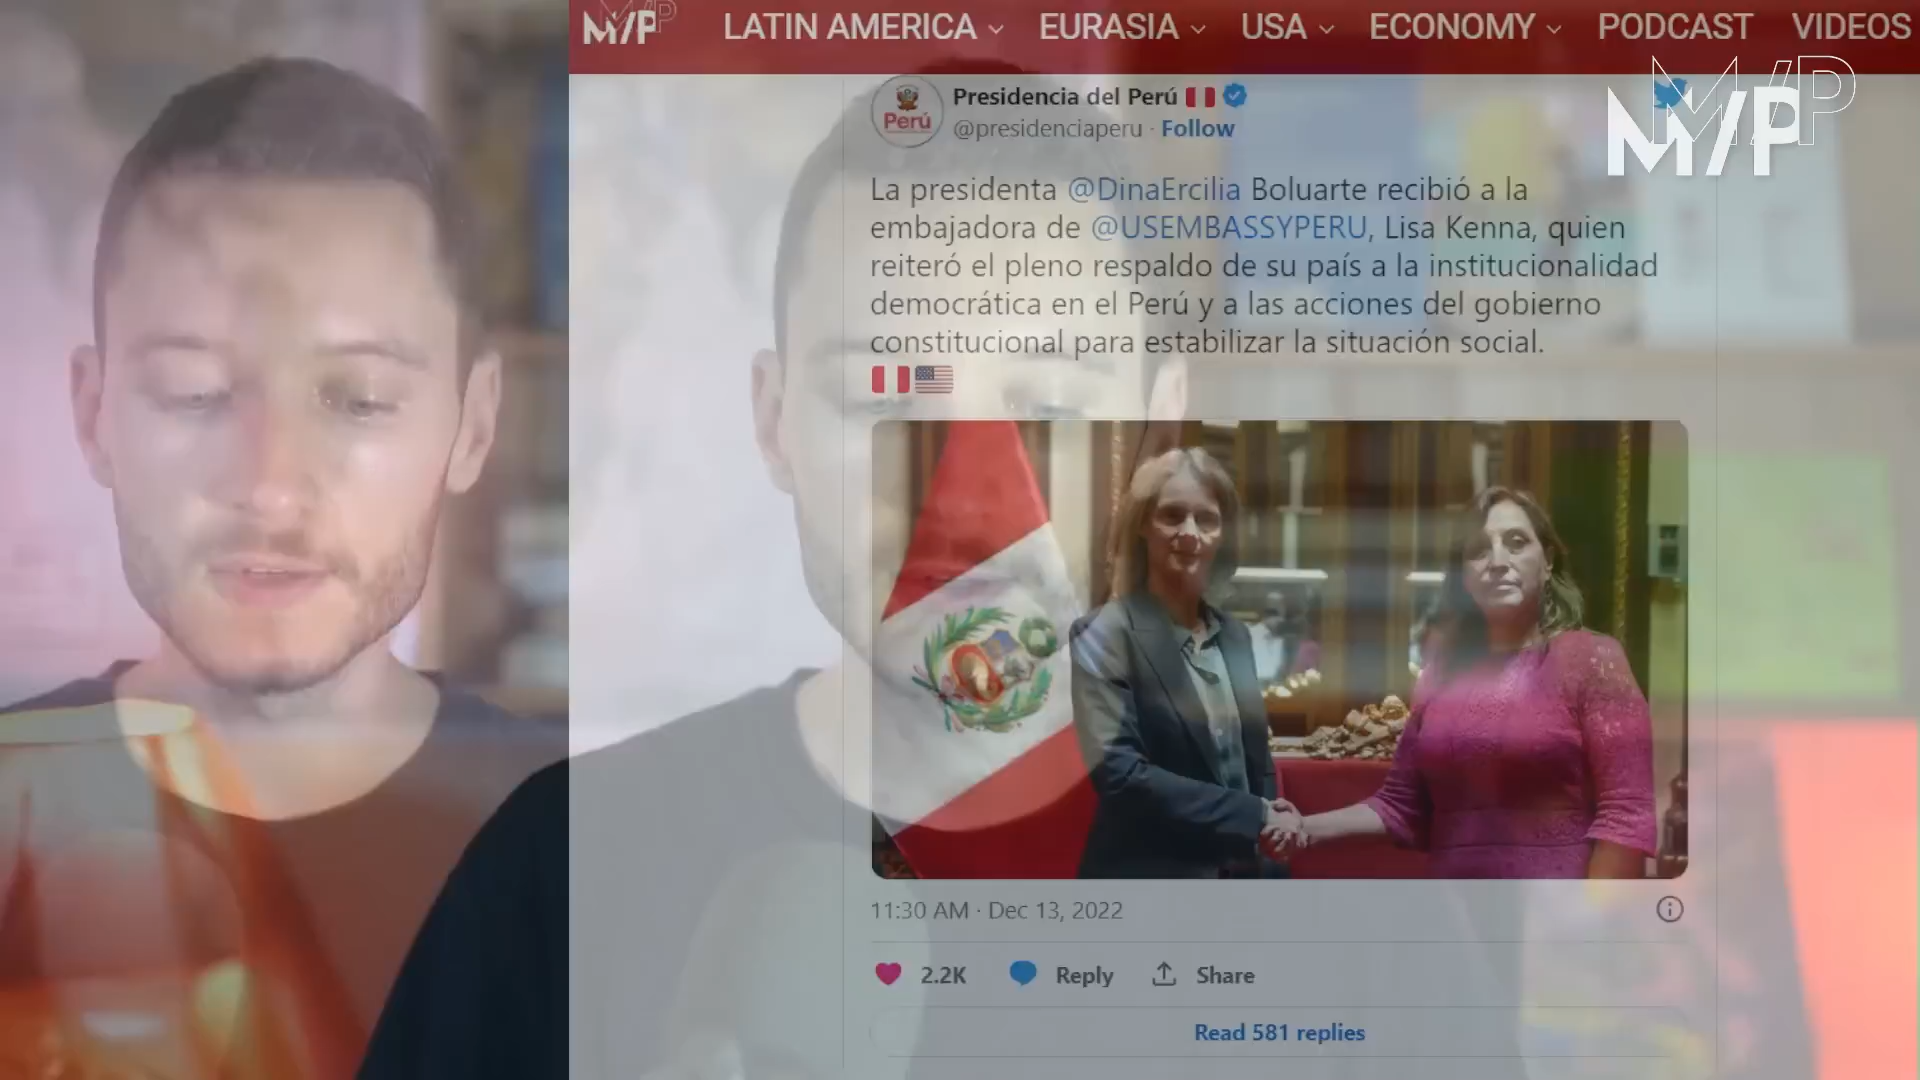 M/P LATIN AMERICA EURASIA USA ECONOMY PODCAST VIDEOS
M/P
Presidencia del Perú
@presidenciaperu · Follow
Perú
La presidenta @DinaErcilia Boluarte recibió a la
embajadora de @USEMBASSYPERU, Lisa Kenna, quien
reiteró el pleno respaldo de su país a la institucionalidad
democrática en el Perú y a las acciones del gobierno
constitucional para estabilizar la situación social.
11:30 AM · Dec 13, 2022
2.2K Reply Share
Read 581 replies